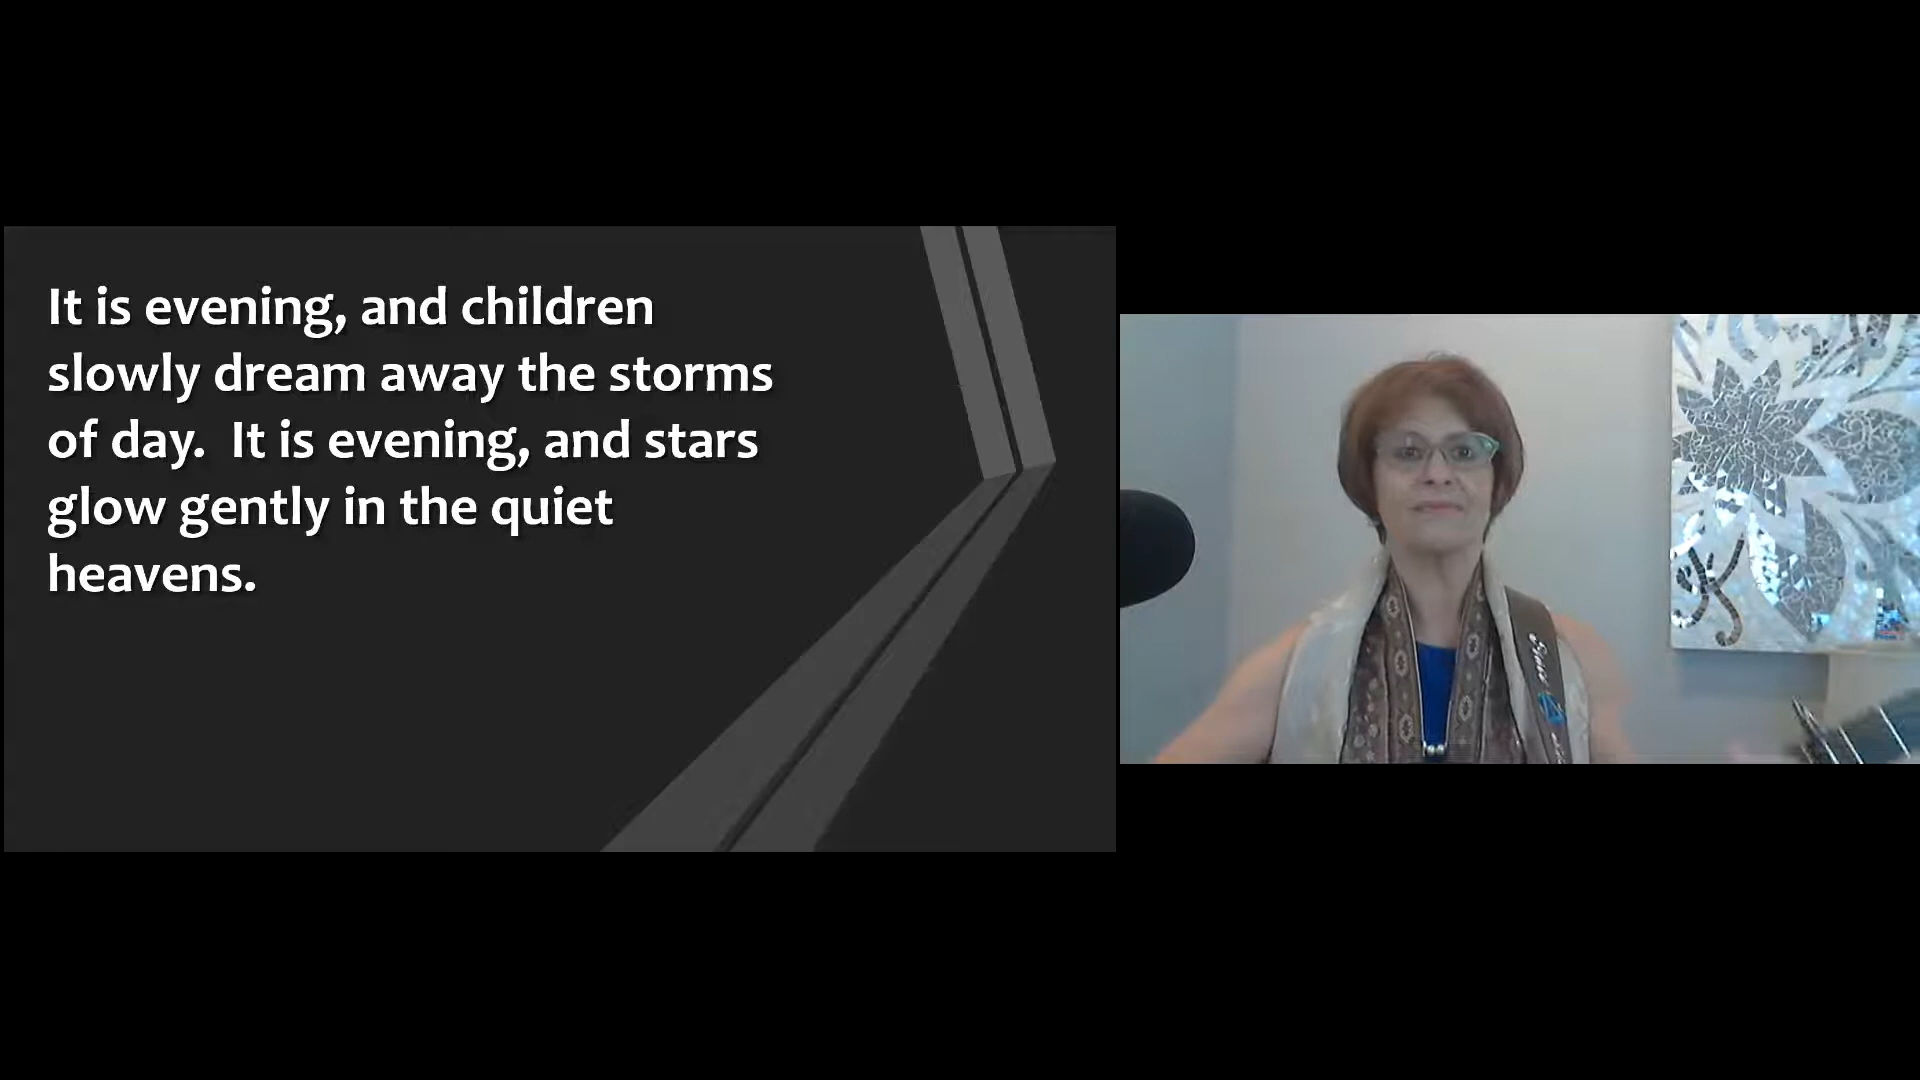 It is evening, and children
slowly dream away the storms
of day.  It is evening, and stars
glow gently in the quiet
heavens.